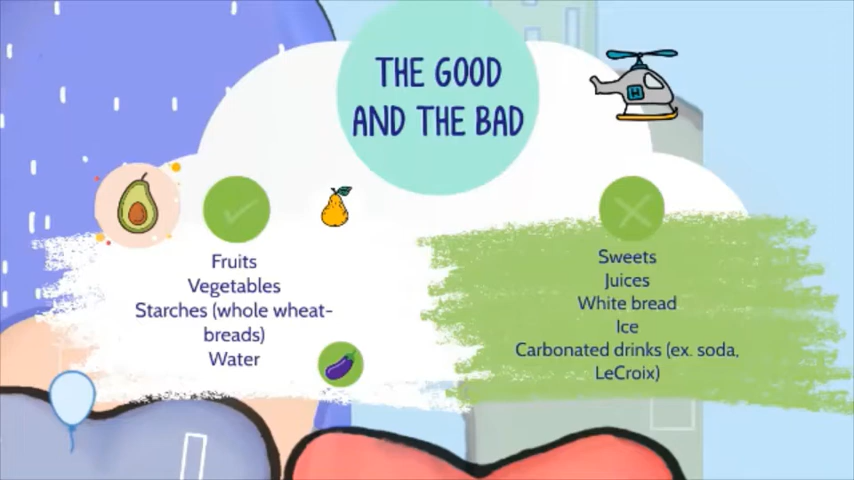 THE GOOD
AND THE BAD
H
Fruits
Vegetables
Starches (whole wheat-
breads)
Water
Sweets
Juices
White bread
Ice
Carbonated drinks (ex. soda,
LeCroix)